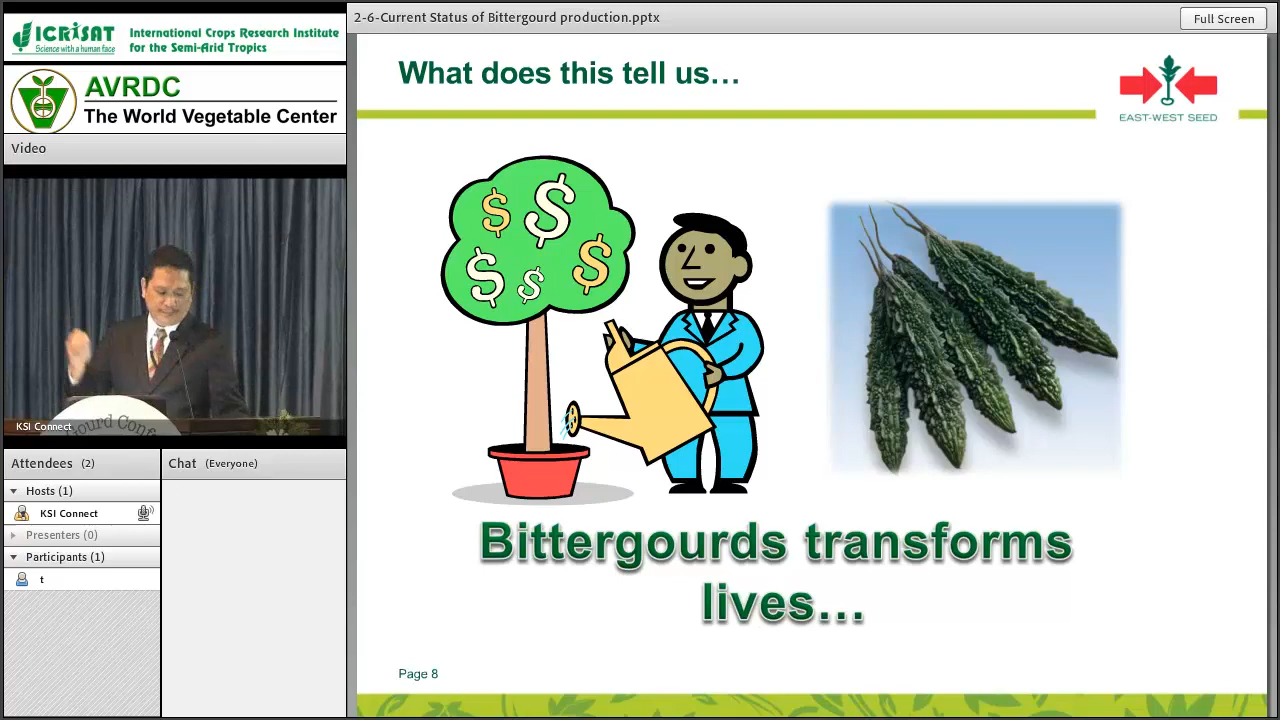 2-6-Current Status of Bittergourd production.pptx
Full Screen
ICRISAT
Science with a human face
International Crops Research Institute
for the Semi-Arid Tropics
AVRDC
The World Vegetable Center
Video
KSI Connect
Gourd Conf
Attendees (2)
Hosts (1)
KSI Connect
Presenters (0)
Participants (1)
t
Chat (Everyone)
What does this tell us…
EAST-WEST SEED
$ $ $ $ $
Bittergourds transforms
lives…
Page 8